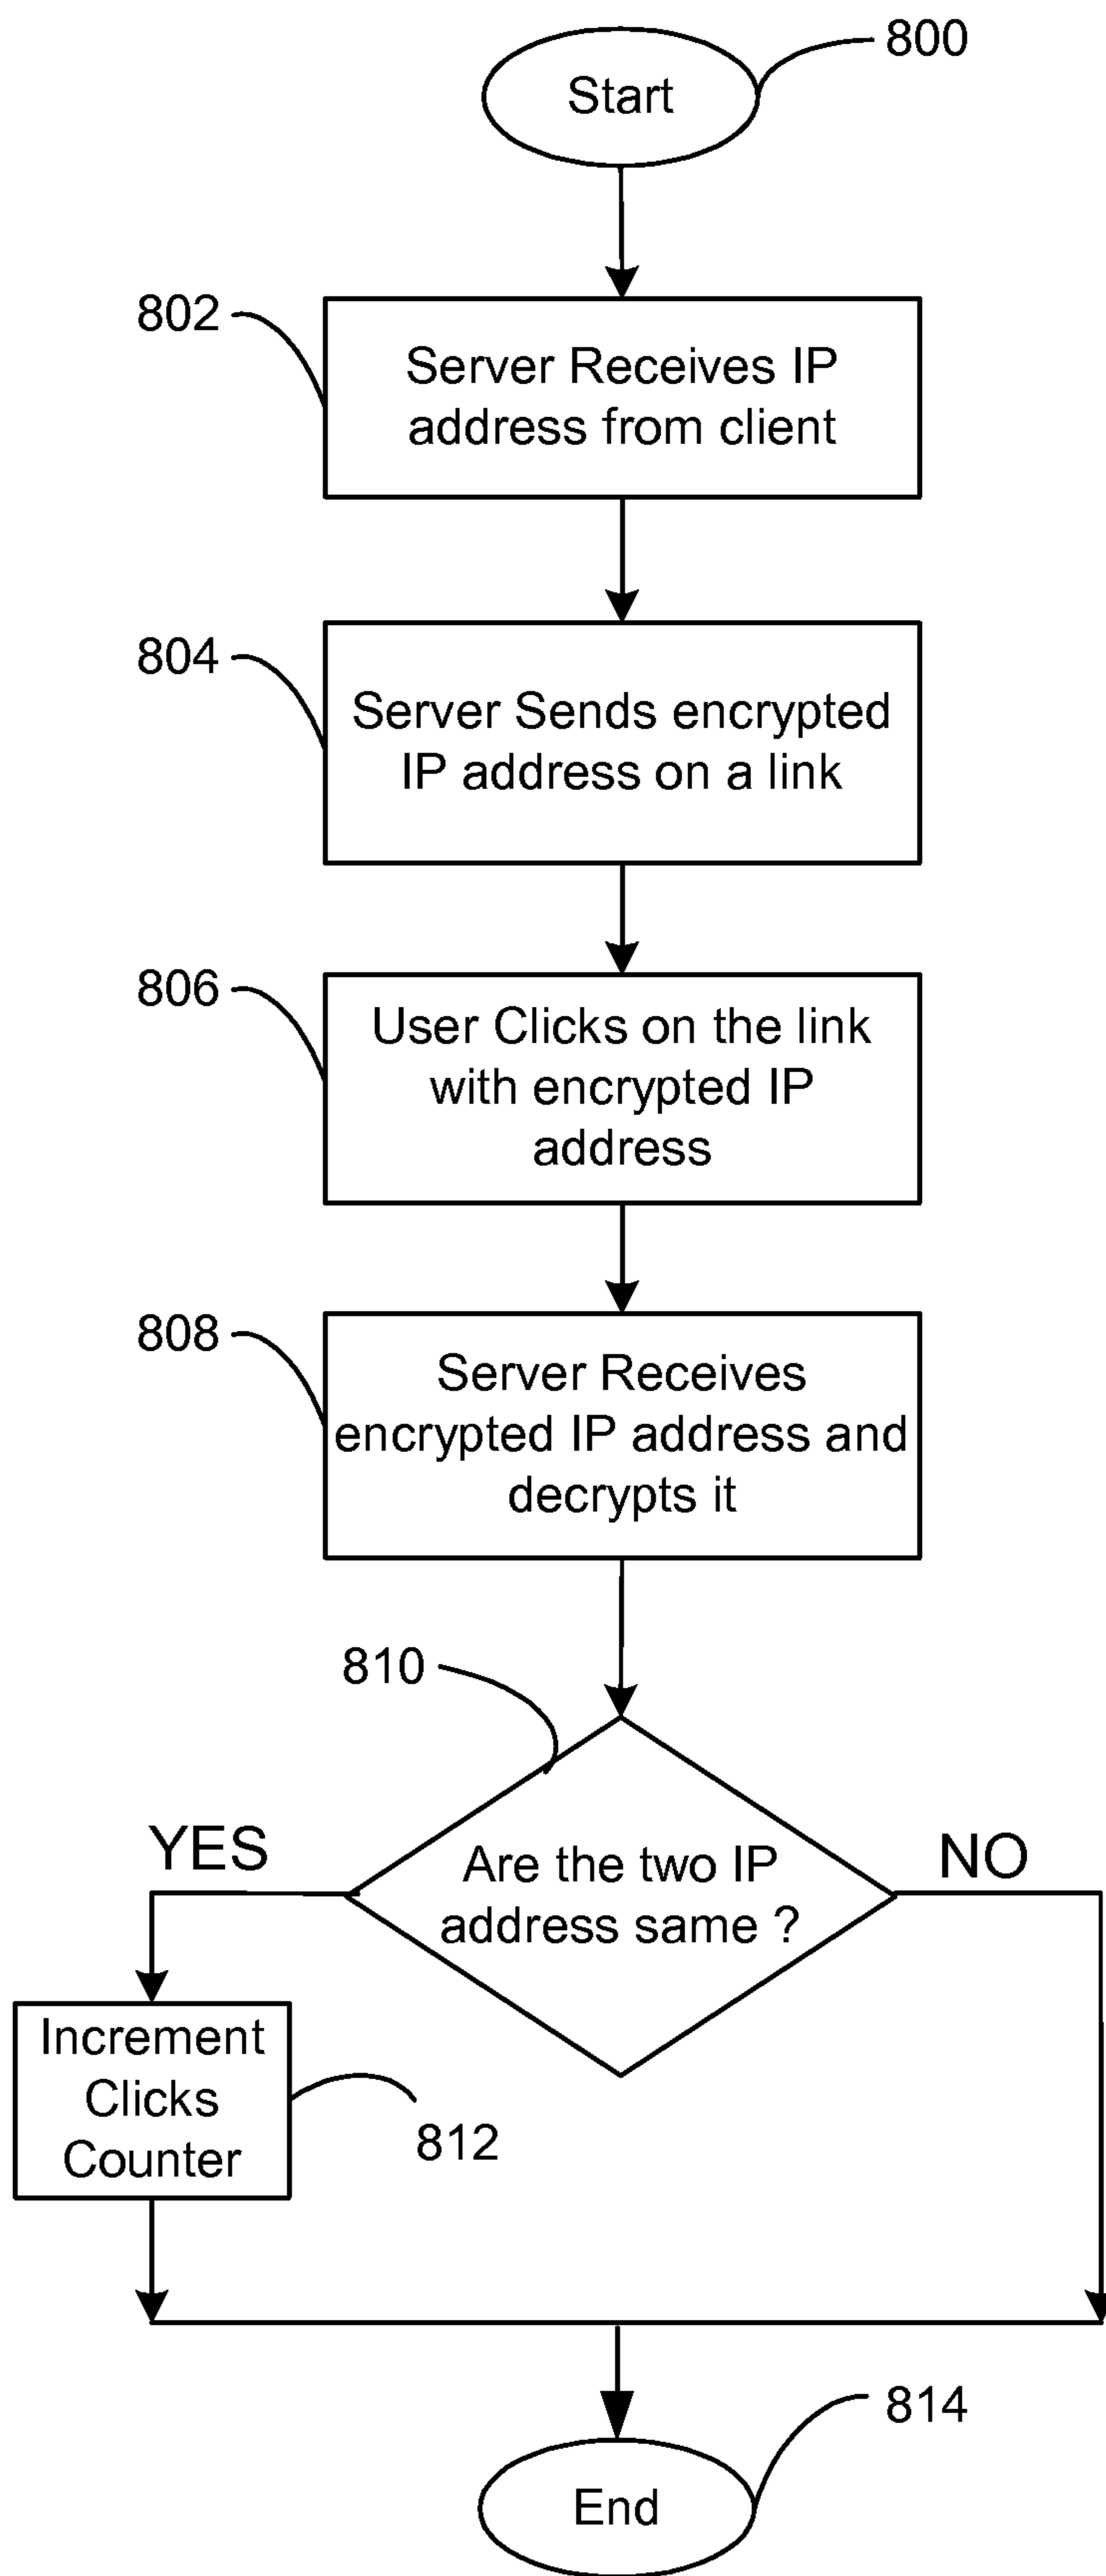 800
Start
802
Server Receives IP
address from client
804
Server Sends encrypted
IP address on a link
806
User Clicks on the link
with encrypted IP
address
808
Server Receives
encrypted IP address and
decrypts it
810
YES
Are the two IP
address same ?
NO
Increment
Clicks
Counter
812
814
End